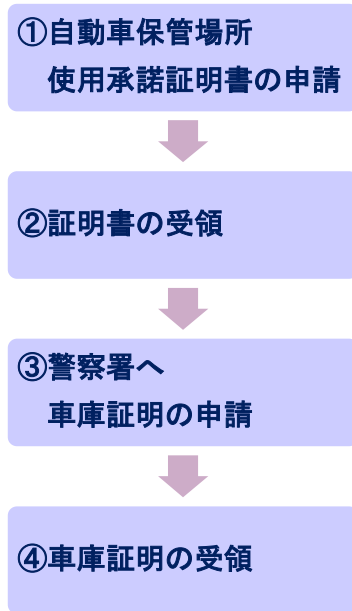 ①自動車保管場所
使用承諾証明書の申請
②証明書の受領
③警察署へ
車庫証明の申請
④車庫証明の受領